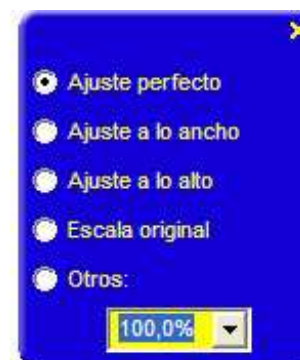 Ajuste perfecto
Ajuste a lo ancho
Ajuste a lo alto
Escala original
Otros:
100,0%